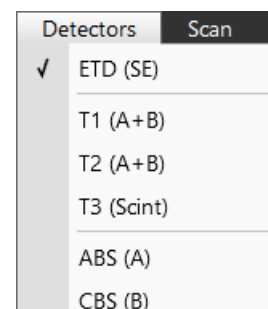 Detectors Scan
√ ETD (SE)
T1 (A+B)
T2 (A+B)
T3 (Scint)
ABS (A)
CBS (B)